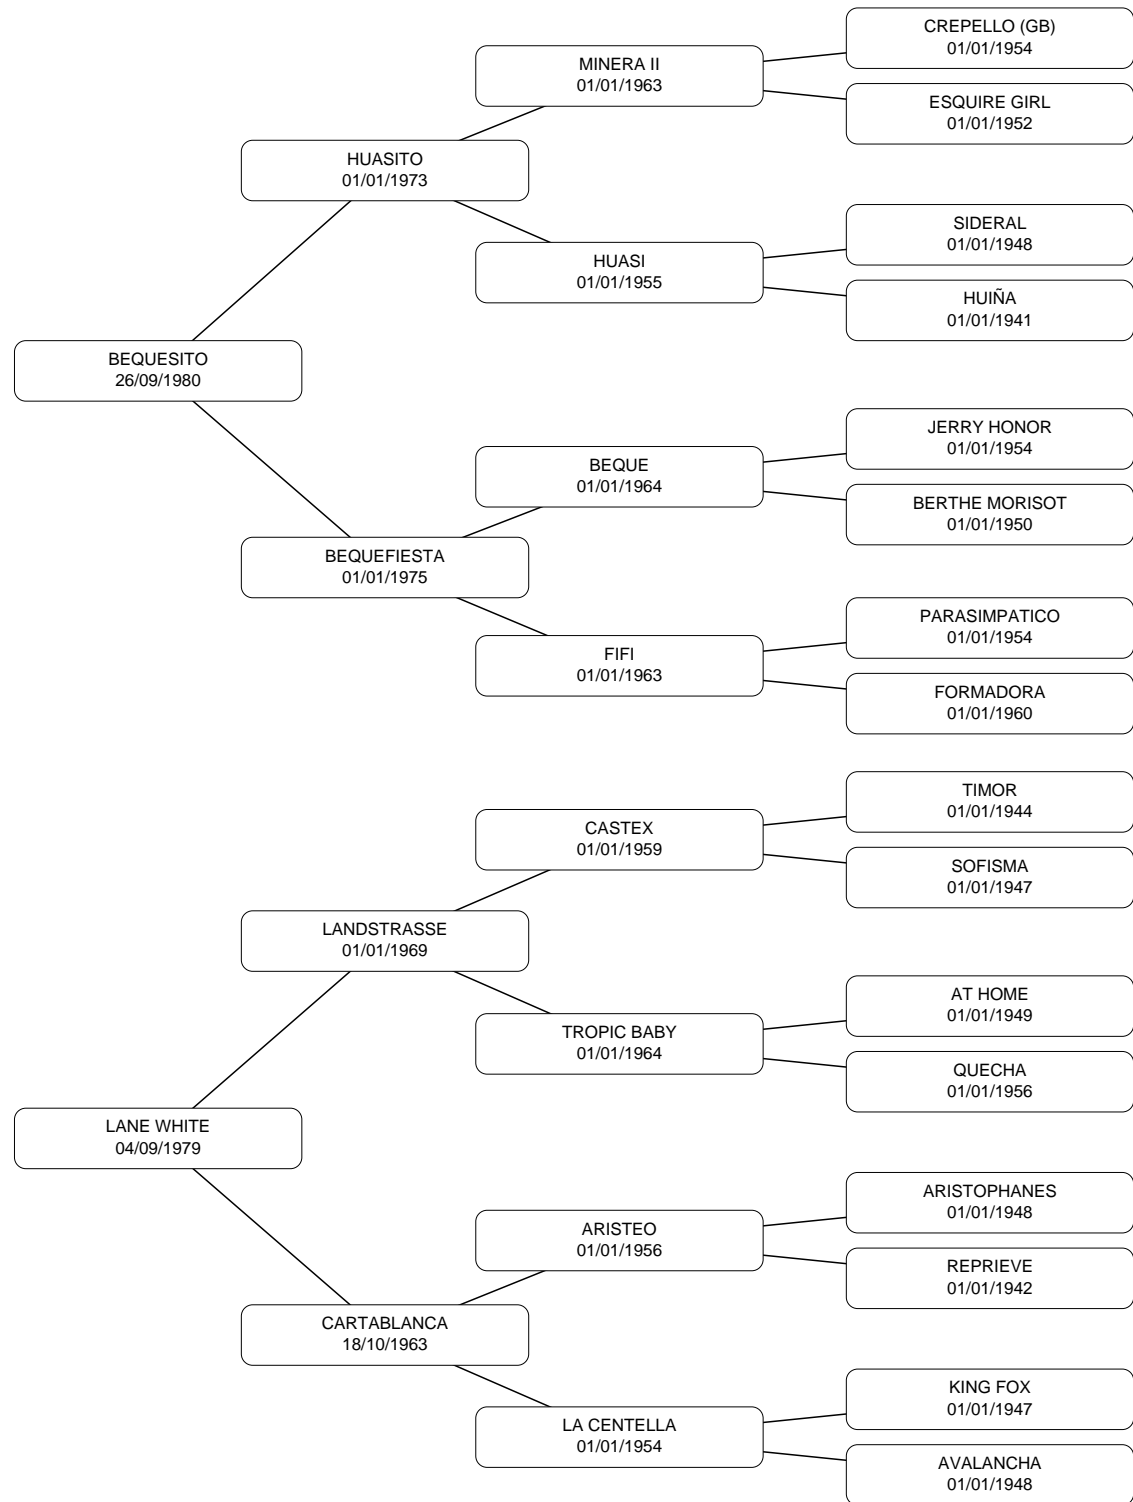 CREPELLO (GB)
01/01/1954
MINERA II
01/01/1963
ESQUIRE GIRL
01/01/1952
HUASITO
01/01/1973
SIDERAL
01/01/1948
HUASI
01/01/1955
HUIÑA
01/01/1941
BEQUESITO
26/09/1980
JERRY HONOR
01/01/1954
BEQUE
01/01/1964
BERTHE MORISOT
01/01/1950
BEQUEFIESTA
01/01/1975
PARASIMPATICO
01/01/1954
FIFI
01/01/1963
FORMADORA
01/01/1960
TIMOR
01/01/1944
CASTEX
01/01/1959
SOFISMA
01/01/1947
LANDSTRASSE
01/01/1969
AT HOME
01/01/1949
TROPIC BABY
01/01/1964
QUECHA
01/01/1956
LANE WHITE
04/09/1979
ARISTOPHANES
01/01/1948
ARISTEO
01/01/1956
REPRIEVE
01/01/1942
CARTABLANCA
18/10/1963
KING FOX
01/01/1947
LA CENTELLA
01/01/1954
AVALANCHA
01/01/1948